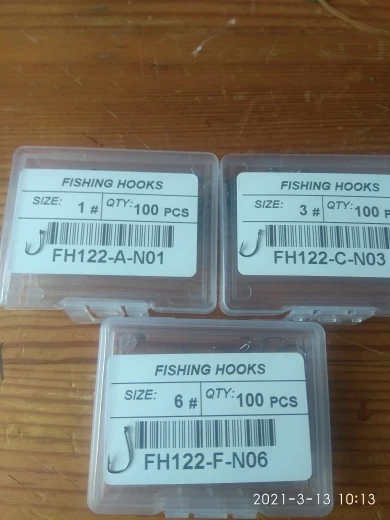 FISHING HOOKS
SIZE: 1 # QTY: 100 PCS
FH122-A-N01
FISHING HOOKS
SIZE: 3 # QTY: 100 P
FH122-C-N03
FISHING HOOKS
SIZE: 6 # QTY: 100 PCS
FH122-F-N06
2021-3-13 10:13